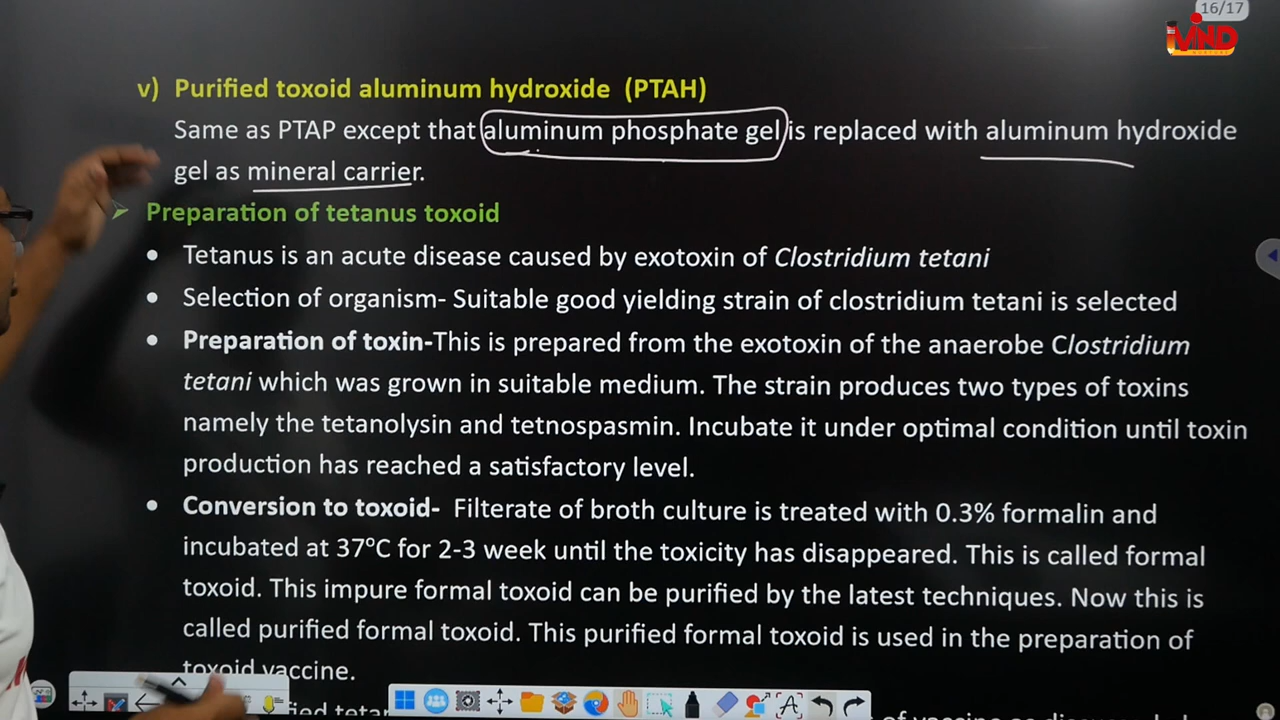 16/17
MIND
v) Purified toxoid aluminum hydroxide (PTAH)
Same as PTAP except that aluminum phosphate gel is replaced with aluminum hydroxide
gel as mineral carrier.
➤ Preparation of tetanus toxoid
• Tetanus is an acute disease caused by exotoxin of Clostridium tetani
• Selection of organism- Suitable good yielding strain of clostridium tetani is selected
• Preparation of toxin-This is prepared from the exotoxin of the anaerobe Clostridium
tetani which was grown in suitable medium. The strain produces two types of toxins
namely the tetanolysin and tetnospasmin. Incubate it under optimal condition until toxin
production has reached a satisfactory level.
• Conversion to toxoid- Filterate of broth culture is treated with 0.3% formalin and
incubated at 37ºC for 2-3 week until the toxicity has disappeared. This is called formal
toxoid. This impure formal toxoid can be purified by the latest techniques. Now this is
called purified formal toxoid. This purified formal toxoid is used in the preparation of
toxoid vaccine.